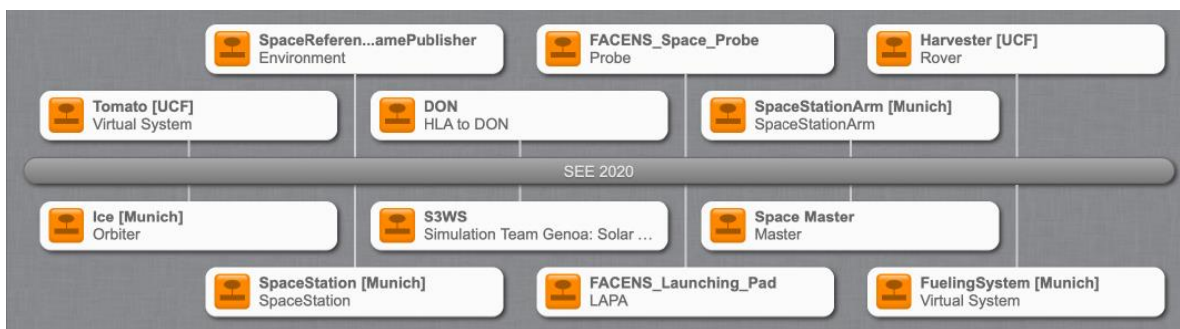 SpaceReferen...amePublisher
Environment
FACENS_Space_Probe
Probe
Harvester [UCF]
Rover
Tomato [UCF]
Virtual System
DON
HLA to DON
SpaceStationArm [Munich]
SpaceStationArm
SEE 2020
Ice [Munich]
Orbiter
S3WS
Simulation Team Genoa: Solar ...
Space Master
Master
SpaceStation [Munich]
SpaceStation
FACENS_Launching_Pad
LAPA
FuelingSystem [Munich]
Virtual System